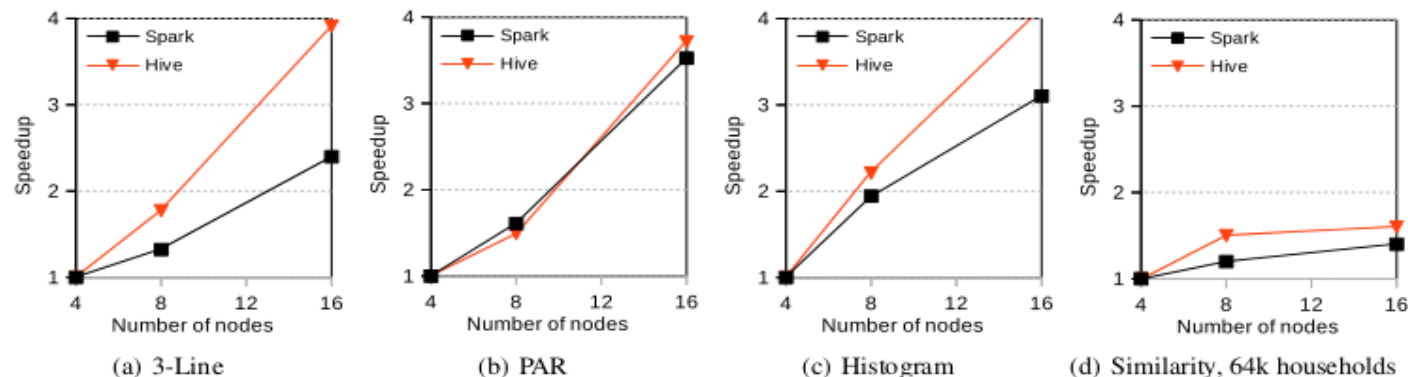 4
3
2
1
Speedup
Spark
Hive
4 8 12 16
Number of nodes
(a) 3-Line
4
3
2
1
Speedup
Spark
Hive
4 8 12 16
Number of nodes
(b) PAR
4
3
2
1
Speedup
Spark
Hive
4 8 12 16
Number of nodes
(c) Histogram
4
3
2
1
Speedup
Spark
Hive
4 8 12 16
Number of nodes
(d) Similarity, 64k households